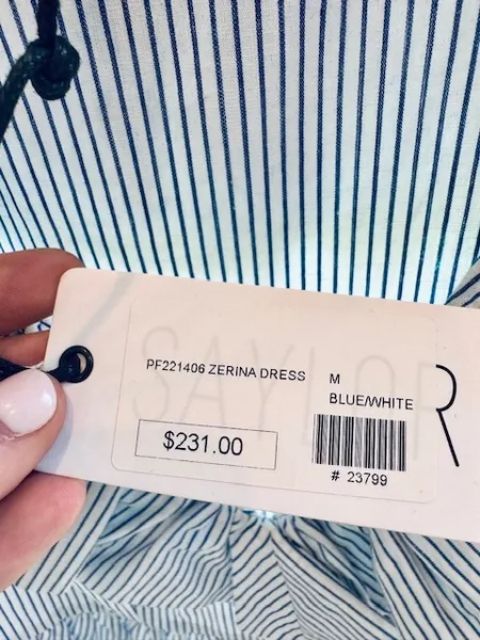 SAYLOR
PF221406 ZERINA DRESS
M
BLUE/WHITE
$231.00
# 23799